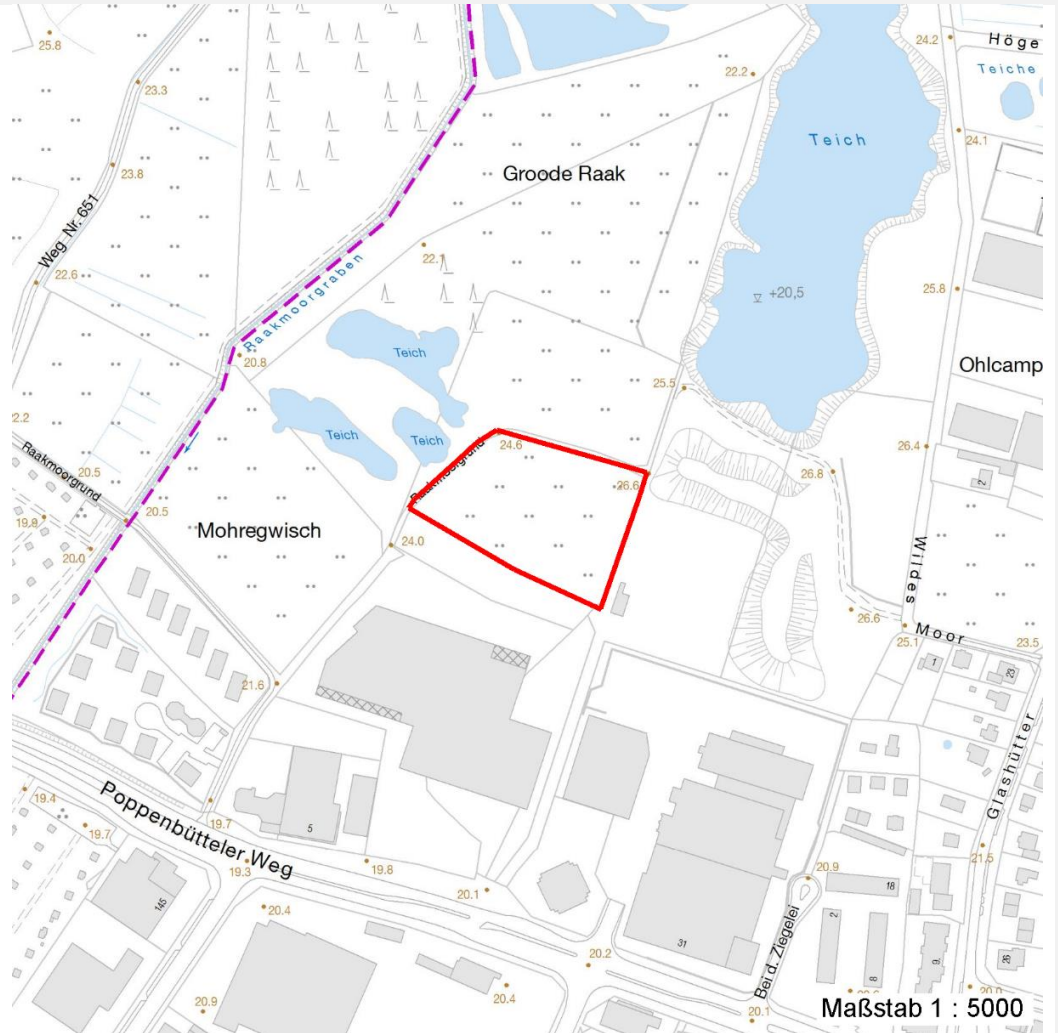 25.8
24.2
Höge
22.2
Teiche
23.3
Teich
24.1
23.8
Groode Raak
Weg Nr. 651
22.1
22.6
25.8
+20,5
Raakmoorgraben
20.8
Teich
Ohlcamp
25.5
22.2
Teich
Teich
24.6
26.4
Raakmoorgrund
20.5
Raakmoorgrund
26.6
26.8
2
19.9
20.5
Mohregwisch
24.0
20.0
Wildes
Moor
26.6
25.1
23.5
1
23
21.6
Glashütter
19.4
Poppenbütteler Weg
19.7
5
19.7
19.3
19.8
21.5
20.1
20.9
18
145
20.4
2
31
Bei d. Ziegelei
20.2
9
26
8
20.4
20.9
20.1
Maßstab 1 : 5000